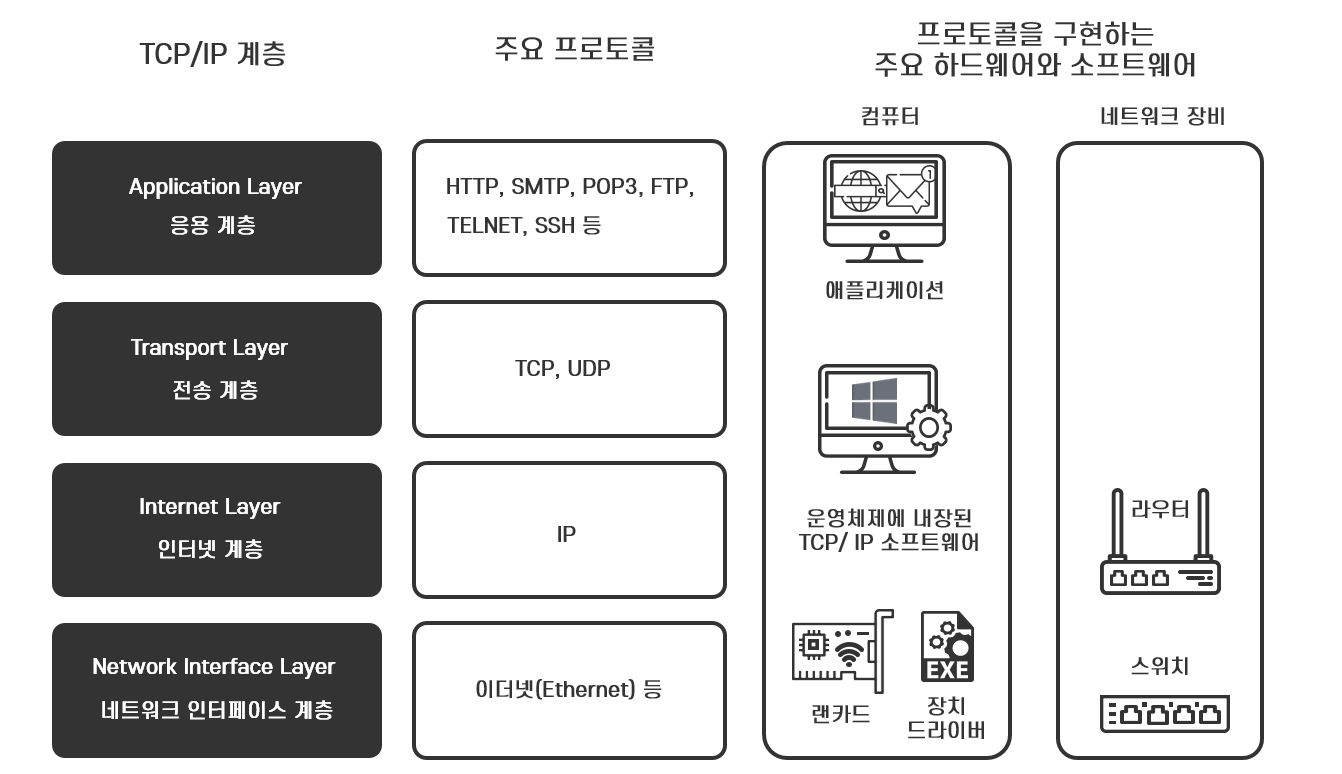 TCP/IP 계층
주요 프로토콜
프로토콜을 구현하는
주요 하드웨어와 소프트웨어
컴퓨터
네트워크 장비
Application Layer
응용 계층
HTTP, SMTP, POP3, FTP,
TELNET, SSH 등
1
애플리케이션
Transport Layer
전송 계층
TCP, UDP
Internet Layer
인터넷 계층
IP
운영체제에 내장된
TCP/ IP 소프트웨어
라우터
Network Interface Layer
네트워크 인터페이스 계층
이더넷(Ethernet) 등
랜카드
EXE
장치
드라이버
스위치